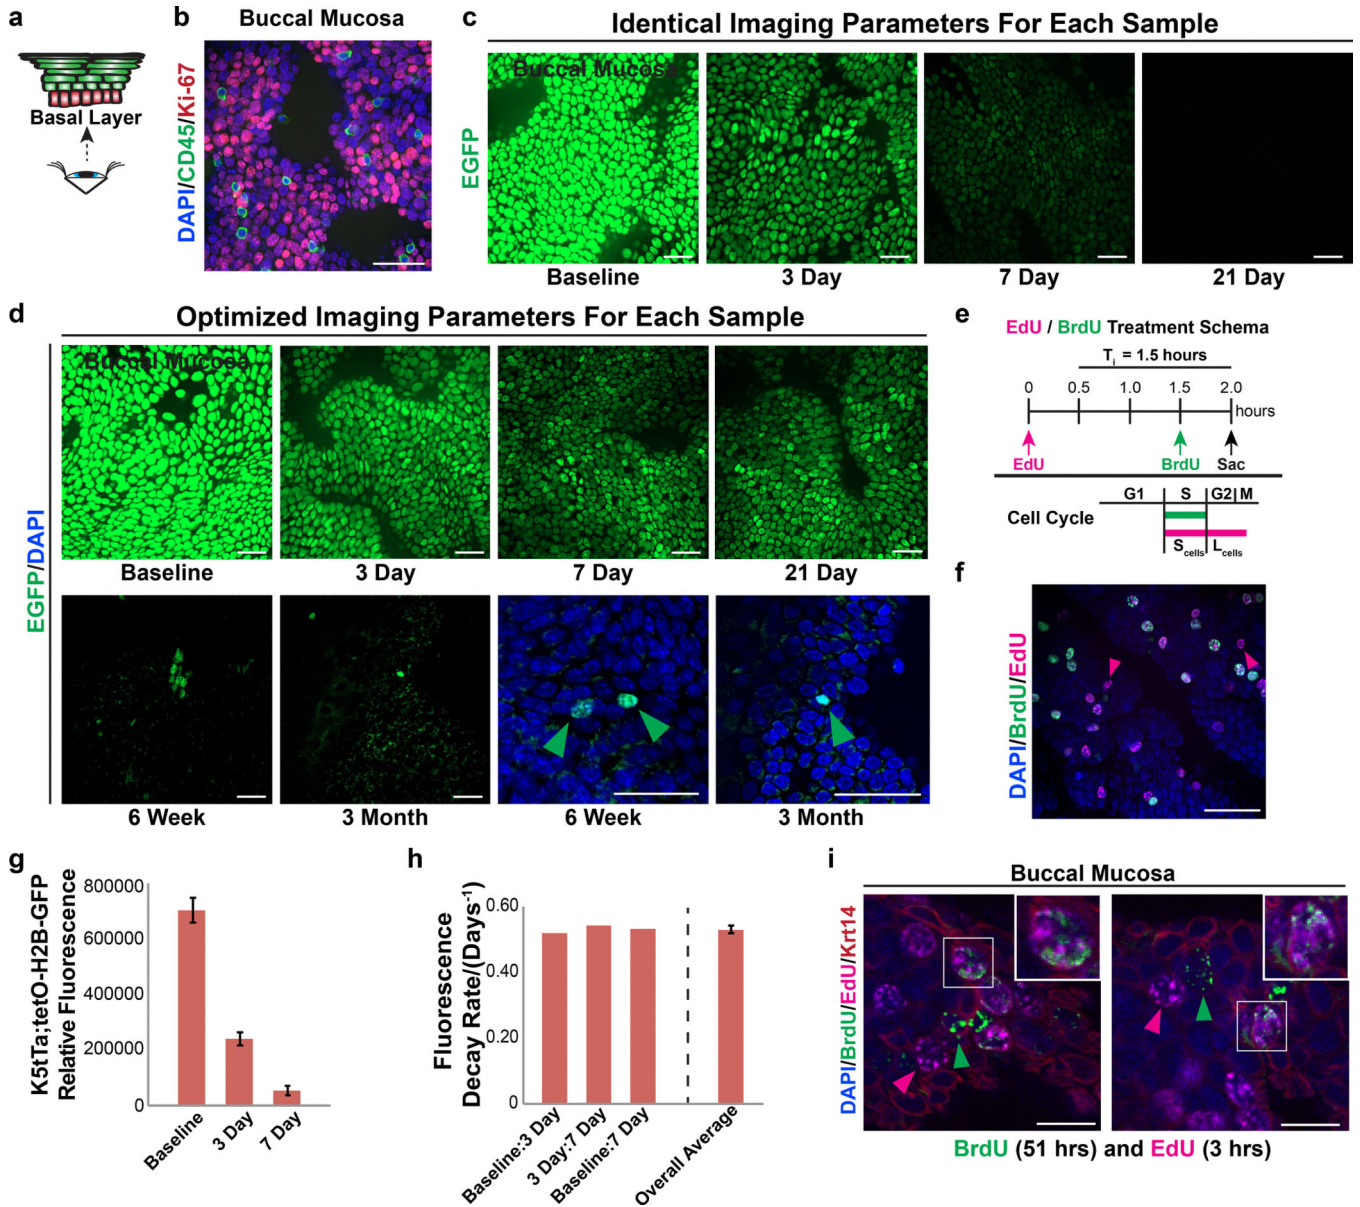 a
Basal Layer
b
Buccal Mucosa
DAPI/CD45/Ki-67
c
Identical Imaging Parameters For Each Sample
EGFP
Buccal Mucosa
Baseline
3 Day
7 Day
21 Day
d
Optimized Imaging Parameters For Each Sample
EGFP/DAPI
Buccal Mucosa
Baseline
3 Day
7 Day
21 Day
6 Week
3 Month
6 Week
3 Month
e
EdU / BrdU Treatment Schema
Ti = 1.5 hours
0 0.5 1.0 1.5 2.0
hours
EdU BrdU Sac
G1 S G2 M
Cell Cycle
Scells Lcells
f
DAPI/BrdU/EdU
g
K5tTa;tetO-H2B-GFP
Relative Fluorescence
800000
600000
400000
200000
0
Baseline
3 Day
7 Day
h
Fluorescence
Decay Rate/(Days-1)
0.60
0.40
0.20
0
Baseline:3 Day
3 Day:7 Day
Baseline:7 Day
Overall Average
i
Buccal Mucosa
DAPI/BrdU/EdU/Krt14
BrdU (51 hrs) and EdU (3 hrs)